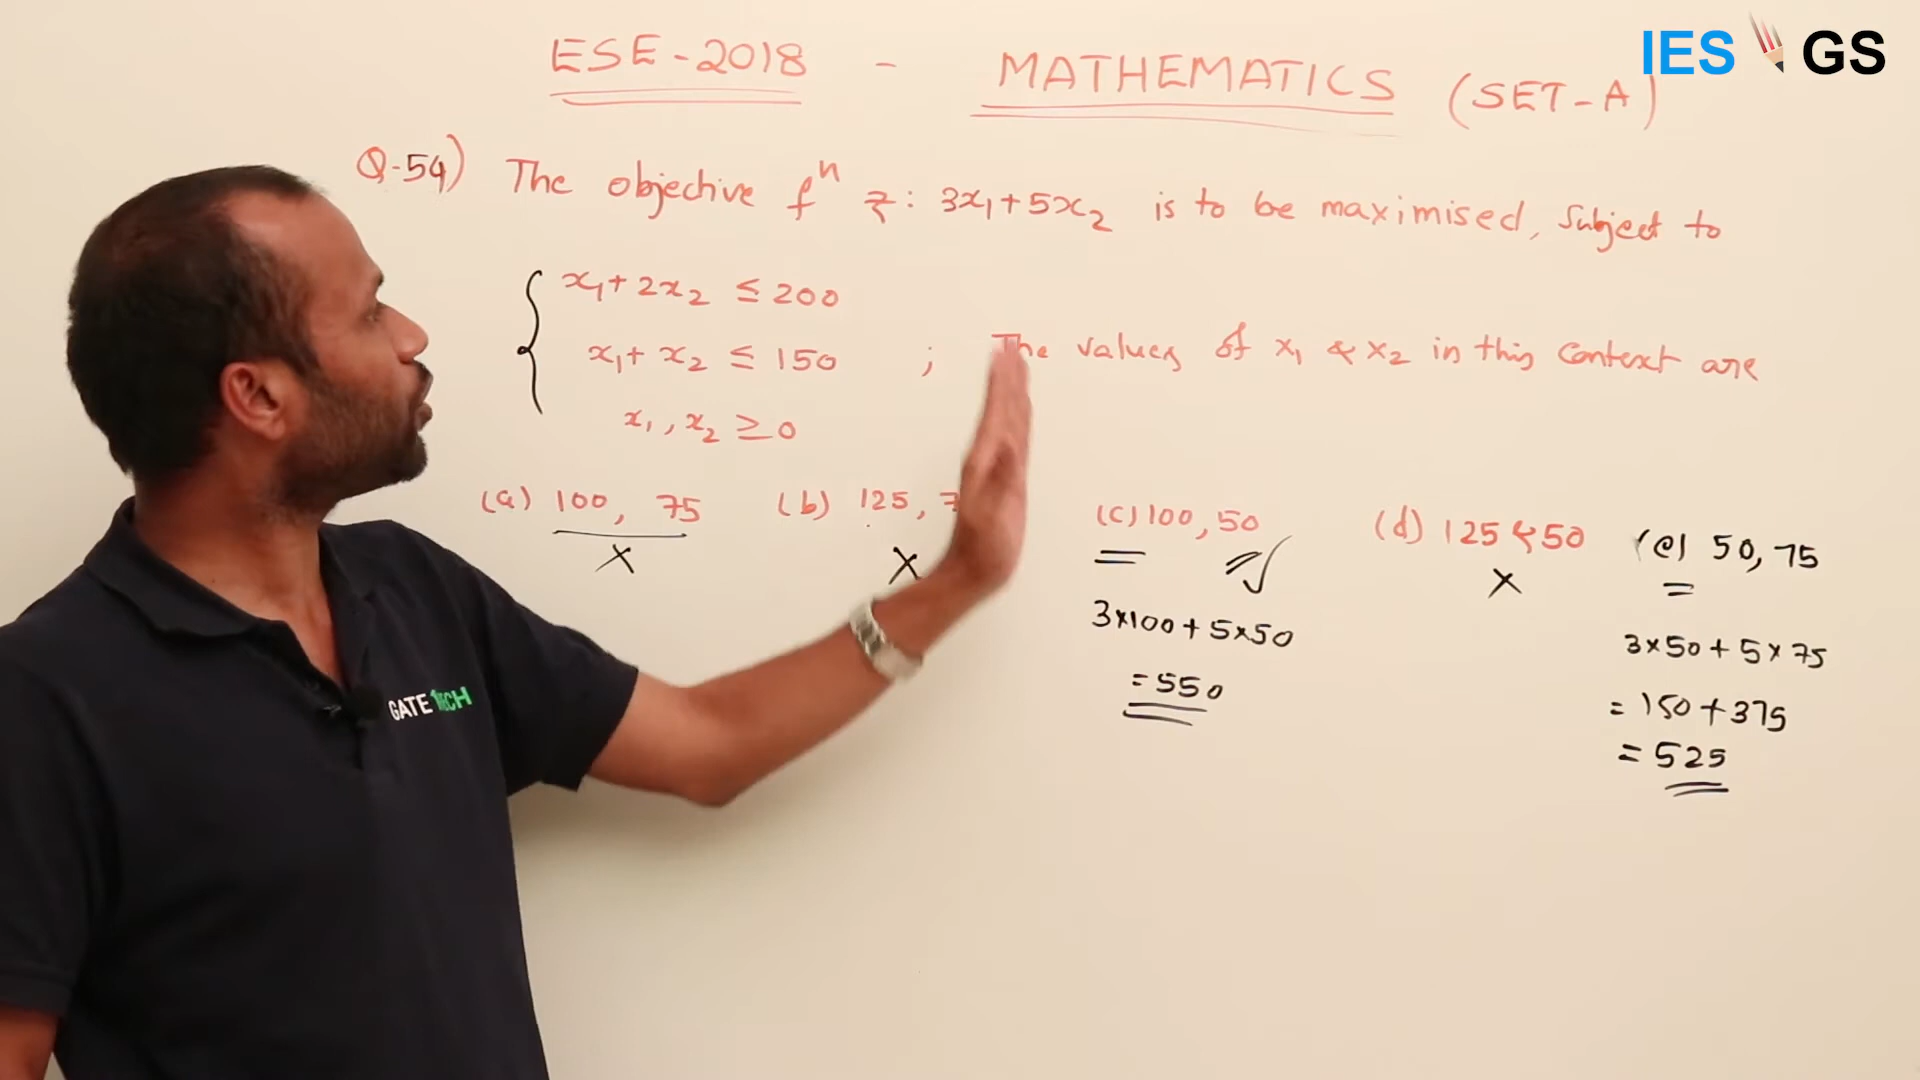 IES GS
ESE-2018 - MATHEMATICS (SET-A)
Q-54) The objective fⁿ z: 3x₁+5x₂ is to be maximised, subject to
x₁+2x₂ ≤ 200
x₁+x₂ ≤ 150 ; The values of x₁ & x₂ in this context are
x₁, x₂ ≥ 0
(a) 100, 75 (b) 125, 7 (c) 100, 50 (d) 125 & 50 (e) 50, 75
X X X
3×100+5×50 3×50+5×75
=550 =150+375
=525
GATE TECH